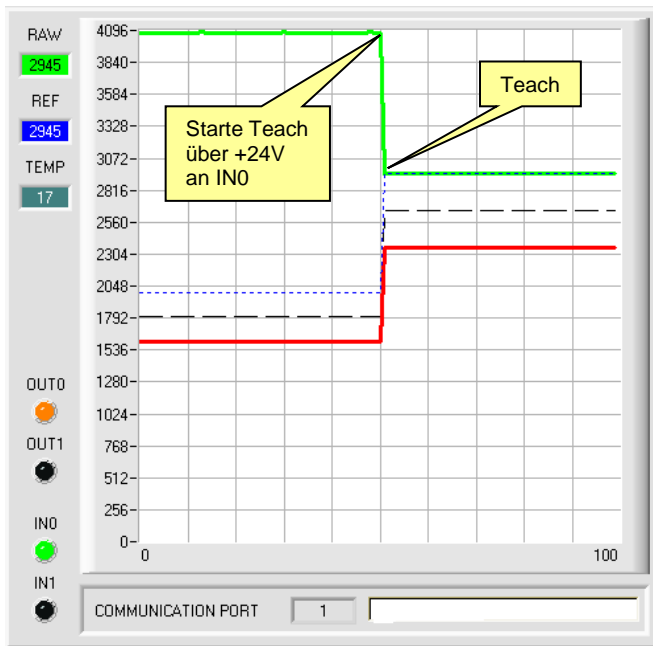 RAW
2945
REF
2945
TEMP
17
OUT0
OUT1
IN0
IN1
4096
3840
3584
3328
3072
2816
2560
2304
2048
1792
1536
1280
1024
768
512
256
0
0
100
Starte Teach
über +24V
an IN0
Teach
COMMUNICATION PORT 1